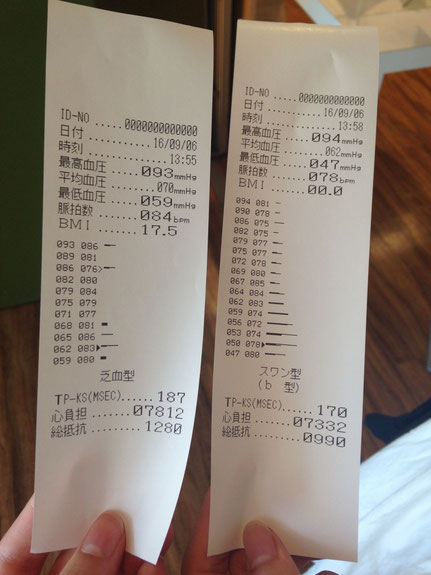 ID-NO .....0000000000000
日付 ............16/09/06
時刻 ...............13:55
最高血圧 .......093mmHg
平均血圧 ........070mmHg
最低血圧 .......059mmHg
脈拍数 .........084bpm
BMI ........ 17.5
093 086
089 081
086 076>
082 080
079 084
075 079
071 077
068 081
065 086
062 083▶
059 080
乏血型
TP-KS(MSEC)......187
心負担 .......07812
総抵抗 .........1280
ID-NO .....0000000000000
日付 ............16/09/06
時刻 ...............13:58
最高血圧 .......094mmHg
平均血圧 ........062mmHg
最低血圧 .......047mmHg
脈拍数 .........078bpm
BMI ........ 00.0
094 081
090 078
086 075
082 075
079 077
075 077
072 078
069 080
067 085
064 084
062 083
059 074
056 072
053 074
050 078▶
047 080
スワン型
(b 型)
TP-KS(MSEC)......170
心負担 .......07332
総抵抗 .........0990